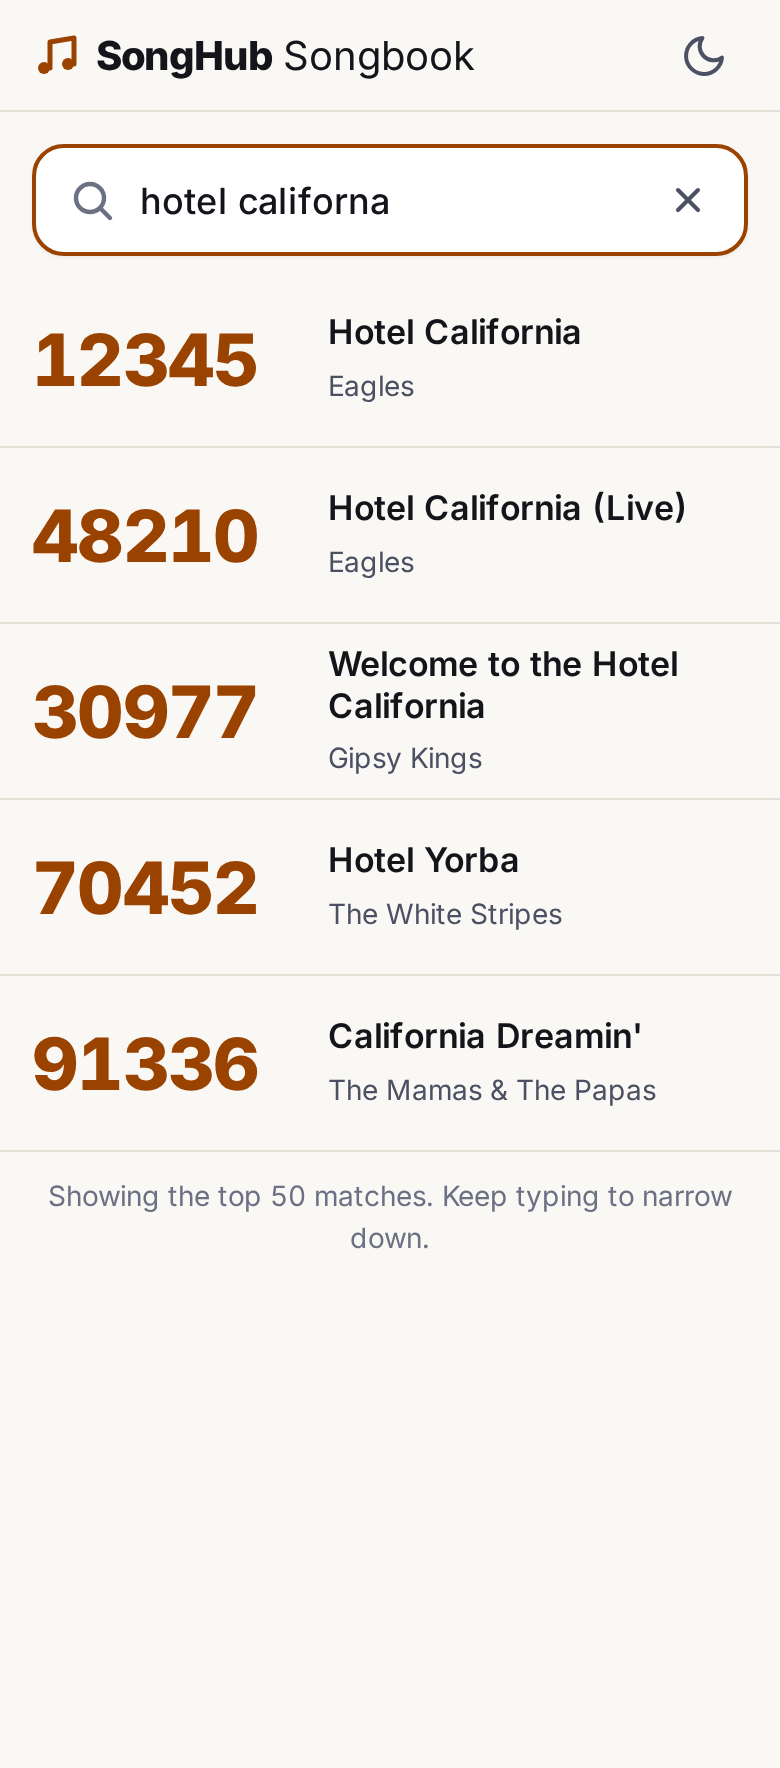 SongHub Songbook
hotel californa
12345
Hotel California
Eagles
48210
Hotel California (Live)
Eagles
30977
Welcome to the Hotel
California
Gipsy Kings
70452
Hotel Yorba
The White Stripes
91336
California Dreamin'
The Mamas & The Papas
Showing the top 50 matches. Keep typing to narrow
down.